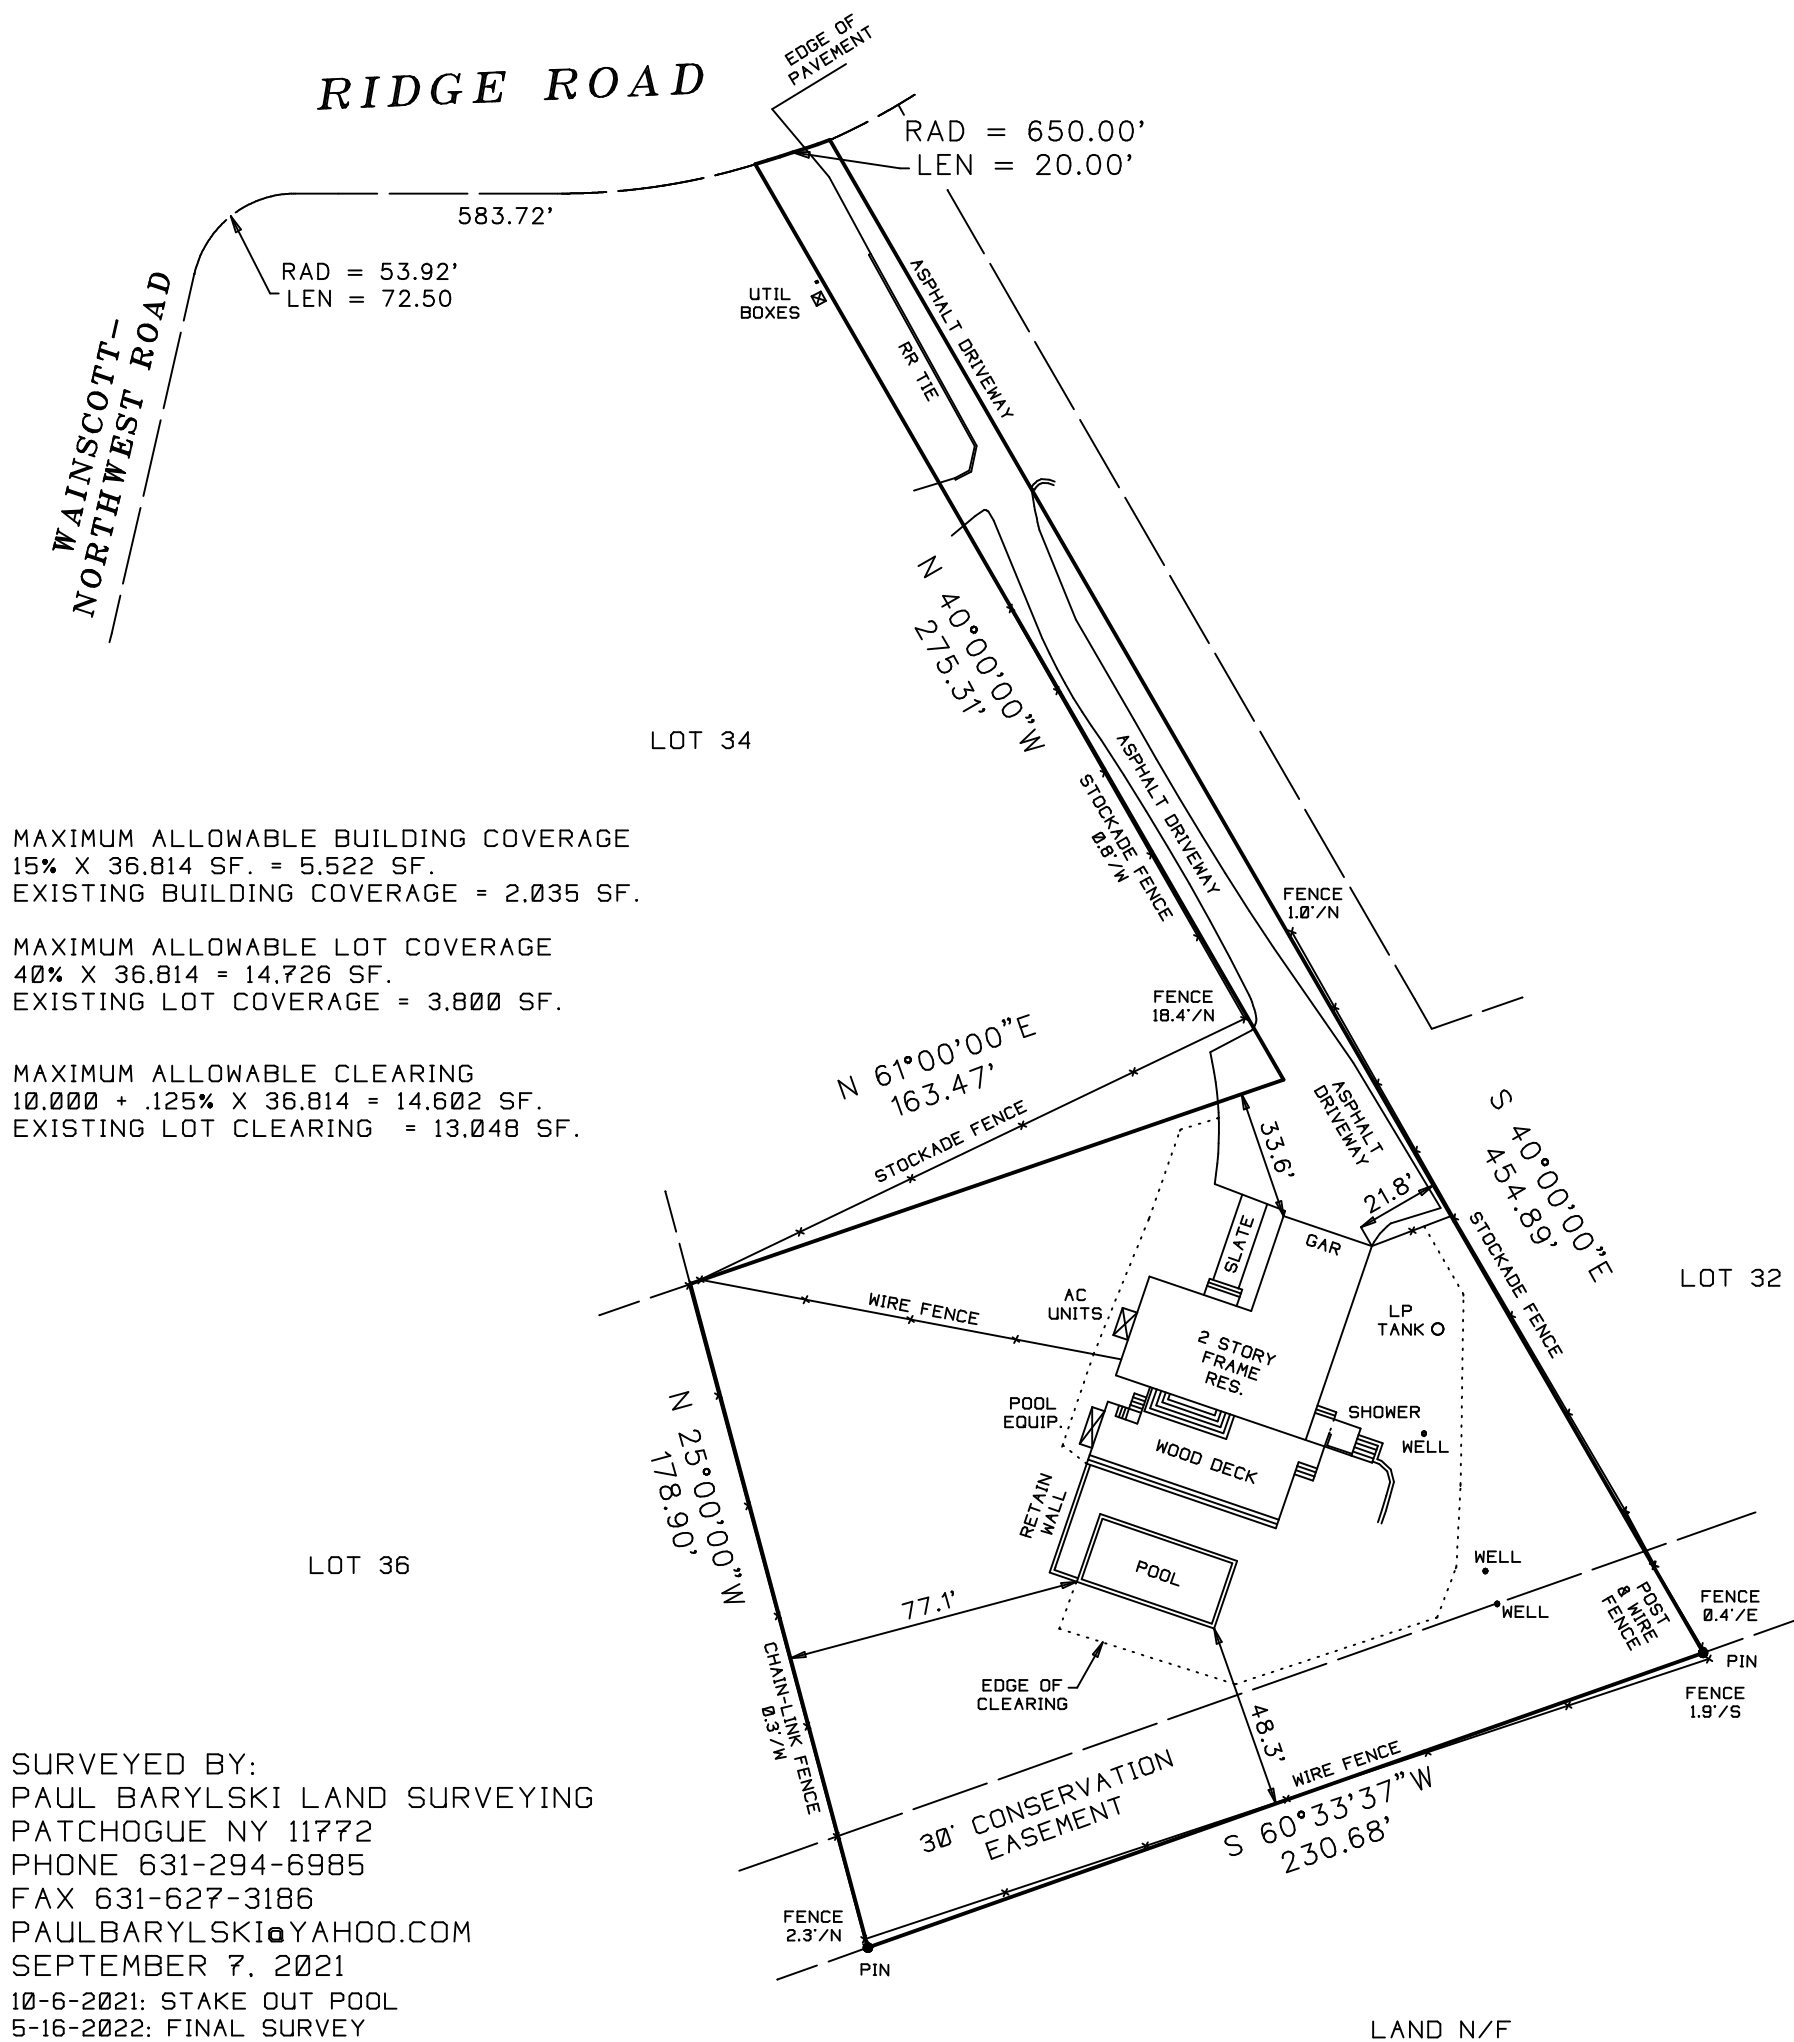 EDGE OF
PAVEMENT
RIDGE ROAD
RAD = 650.00'
LEN = 20.00'
583.72'
RAD = 53.92'
LEN = 72.50
WAINSCOTT-
NORTHWEST ROAD
UTIL
BOXES
ASPHALT DRIVEWAY
RR TIE
N 40°00'00"W
275.31'
LOT 34
ASPHALT DRIVEWAY
STOCKADE FENCE
0.8'/W
MAXIMUM ALLOWABLE BUILDING COVERAGE
15% X 36,814 SF. = 5,522 SF.
EXISTING BUILDING COVERAGE = 2,035 SF.
MAXIMUM ALLOWABLE LOT COVERAGE
40% X 36,814 = 14,726 SF.
EXISTING LOT COVERAGE = 3,800 SF.
MAXIMUM ALLOWABLE CLEARING
10,000 + .125% X 36,814 = 14,602 SF.
EXISTING LOT CLEARING = 13,048 SF.
FENCE
1.0'/N
FENCE
18.4'/N
N 61°00'00"E
163.47'
STOCKADE FENCE
33.6'
ASPHALT
DRIVEWAY
21.8'
S 40°00'00"E
454.89'
STOCKADE FENCE
LOT 32
SLATE
GAR
AC
UNITS
WIRE FENCE
LP
TANK
2 STORY
FRAME
RES.
POOL
EQUIP.
SHOWER
WELL
WOOD DECK
RETAIN
WALL
N 25°00'00"W
178.90'
LOT 36
POOL
WELL
WELL
77.1'
POST
& WIRE
FENCE
FENCE
0.4'/E
PIN
FENCE
1.9'/S
EDGE OF
CLEARING
CHAIN-LINK FENCE
0.3'/W
48.3'
WIRE FENCE
30' CONSERVATION
EASEMENT
S 60°33'37"W
230.68'
FENCE
2.3'/N
PIN
SURVEYED BY:
PAUL BARYLSKI LAND SURVEYING
PATCHOGUE NY 11772
PHONE 631-294-6985
FAX 631-627-3186
PAULBARYLSKI@YAHOO.COM
SEPTEMBER 7, 2021
10-6-2021: STAKE OUT POOL
5-16-2022: FINAL SURVEY
LAND N/F